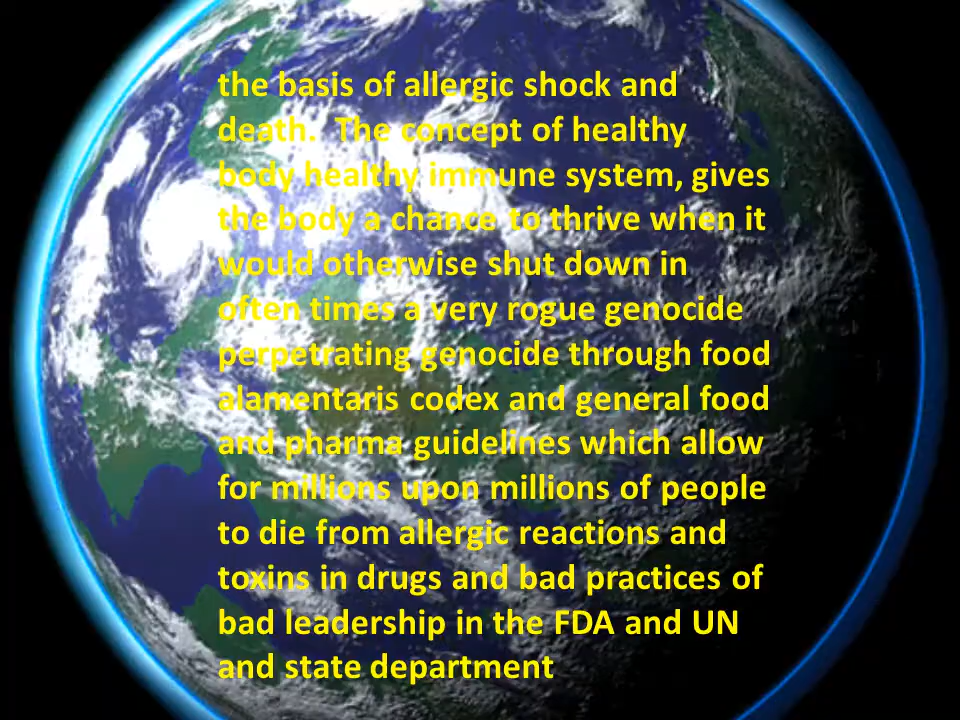 the basis of allergic shock and
death.  The concept of healthy
body healthy immune system, gives
the body a chance to thrive when it
would otherwise shut down in
often times a very rogue genocide
perpetrating genocide through food
alamentaris codex and general food
and pharma guidelines which allow
for millions upon millions of people
to die from allergic reactions and
toxins in drugs and bad practices of
bad leadership in the FDA and UN
and state department